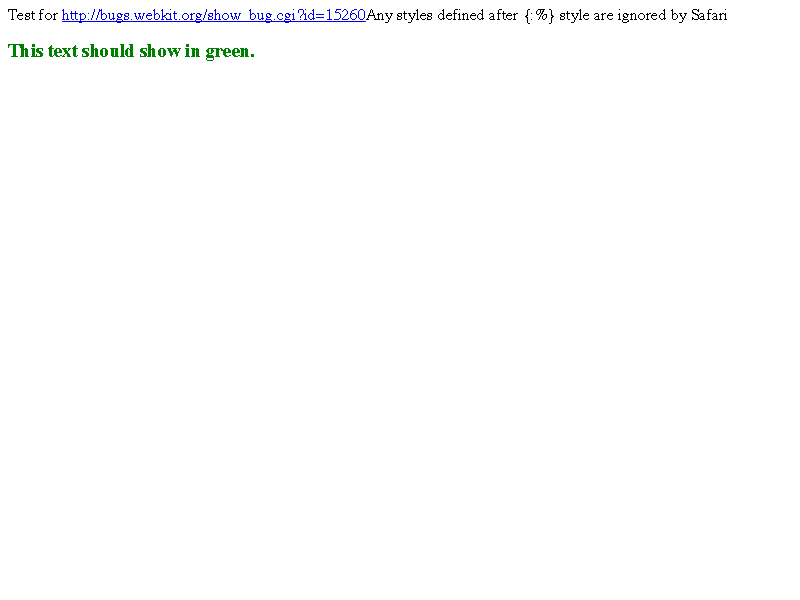 Test for http://bugs.webkit.org/show_bug.cgi?id=15260Any styles defined after {:%} style are ignored by Safari
This text should show in green.